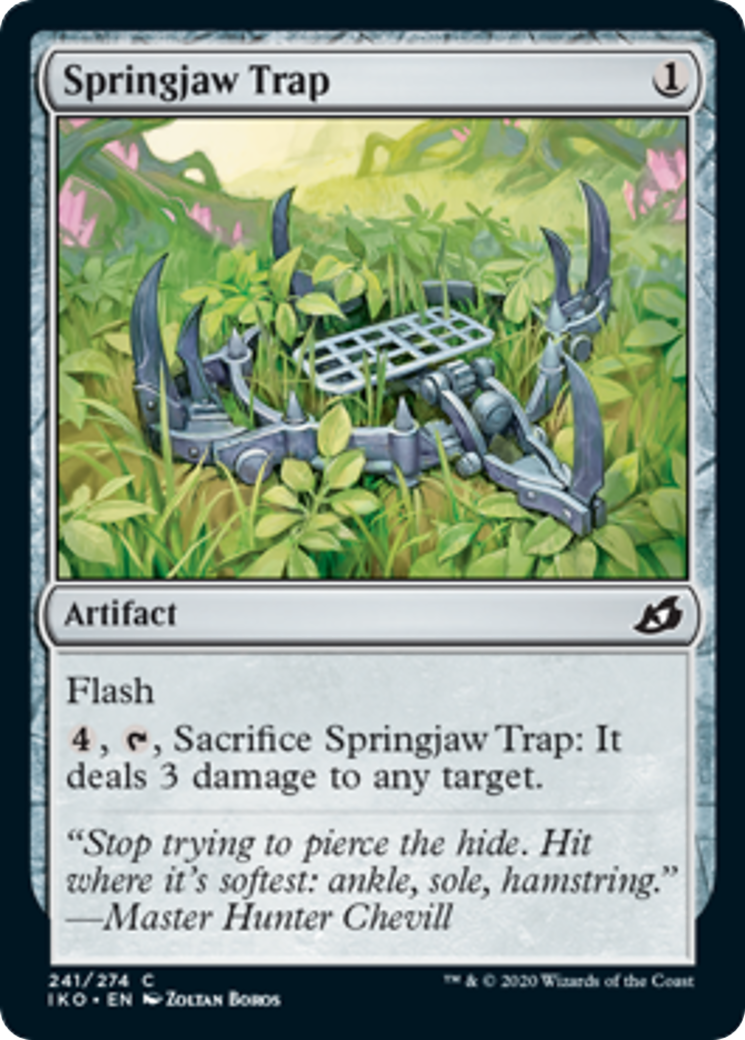 Springjaw Trap 1
Artifact
Flash
4, , Sacrifice Springjaw Trap: It
deals 3 damage to any target.
“Stop trying to pierce the hide. Hit
where it's softest: ankle, sole, hamstring.”
—Master Hunter Chevill
241/274 C
™ & © 2020 Wizards of the Coast
IKO • EN Zoltan Boros